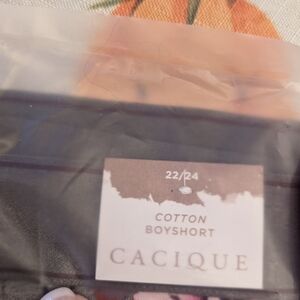 22/24
COTTON
BOYSHORT
CACIQUE